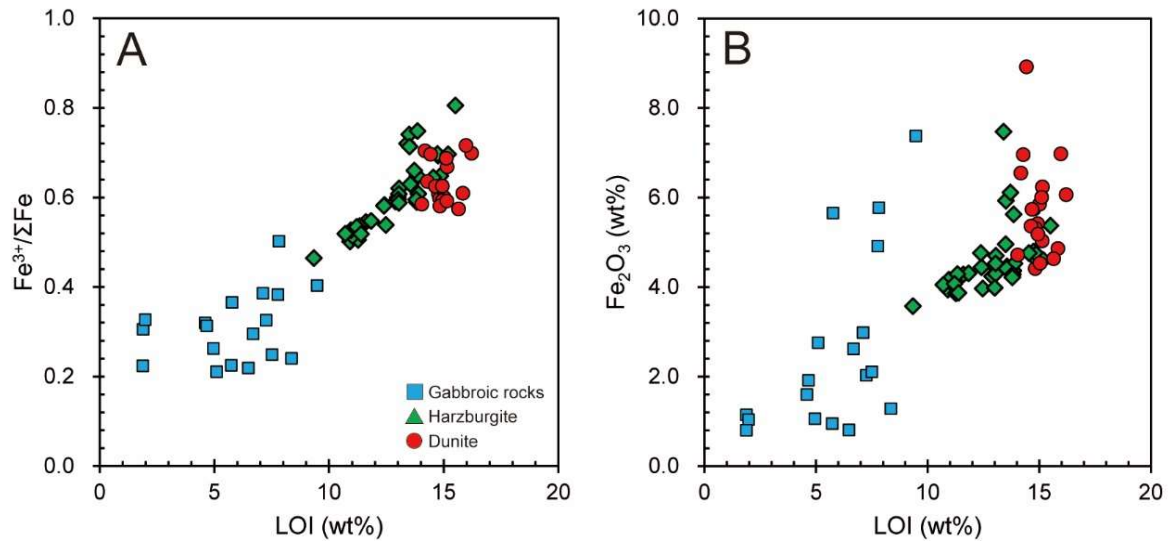 A
1.0
0.8
0.6
0.4
0.2
0.0
Fe³⁺/ΣFe
Gabbroic rocks
Harzburgite
Dunite
0 5 10 15 20
LOI (wt%)
B
10.0
8.0
6.0
4.0
2.0
0.0
Fe₂O₃ (wt%)
0 5 10 15 20
LOI (wt%)